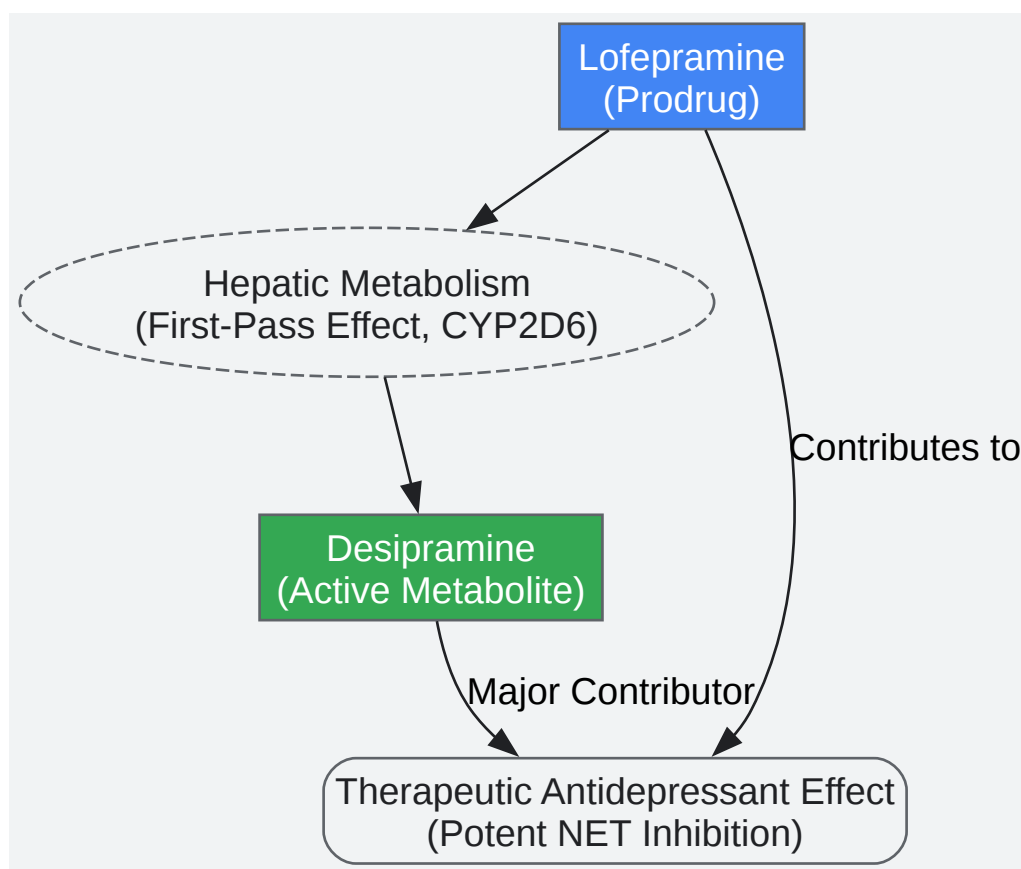 Lofepramine
(Prodrug)
Hepatic Metabolism
(First-Pass Effect, CYP2D6)
Contributes to
Desipramine
(Active Metabolite)
Major Contributor
Therapeutic Antidepressant Effect
(Potent NET Inhibition)